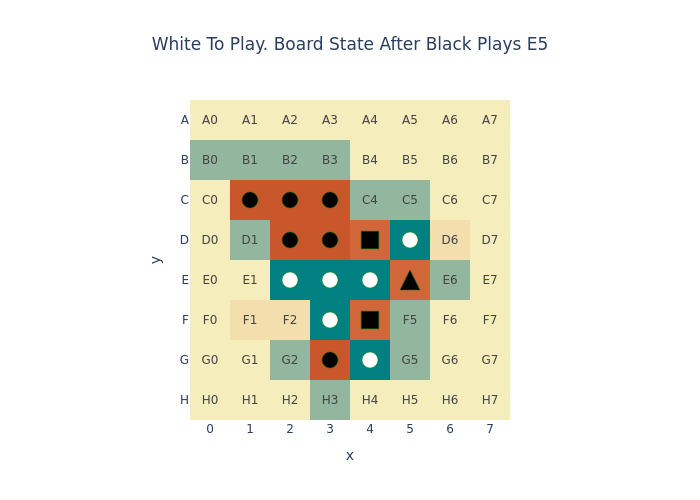 White To Play. Board State After Black Plays E5
A A0 A1 A2 A3 A4 A5 A6 A7
B B0 B1 B2 B3 B4 B5 B6 B7
C C0 C4 C5 C6 C7
D D0 D1 D6 D7
y
E E0 E1 E6 E7
F F0 F1 F2 F5 F6 F7
G G0 G1 G2 G5 G6 G7
H H0 H1 H2 H3 H4 H5 H6 H7
0 1 2 3 4 5 6 7
x